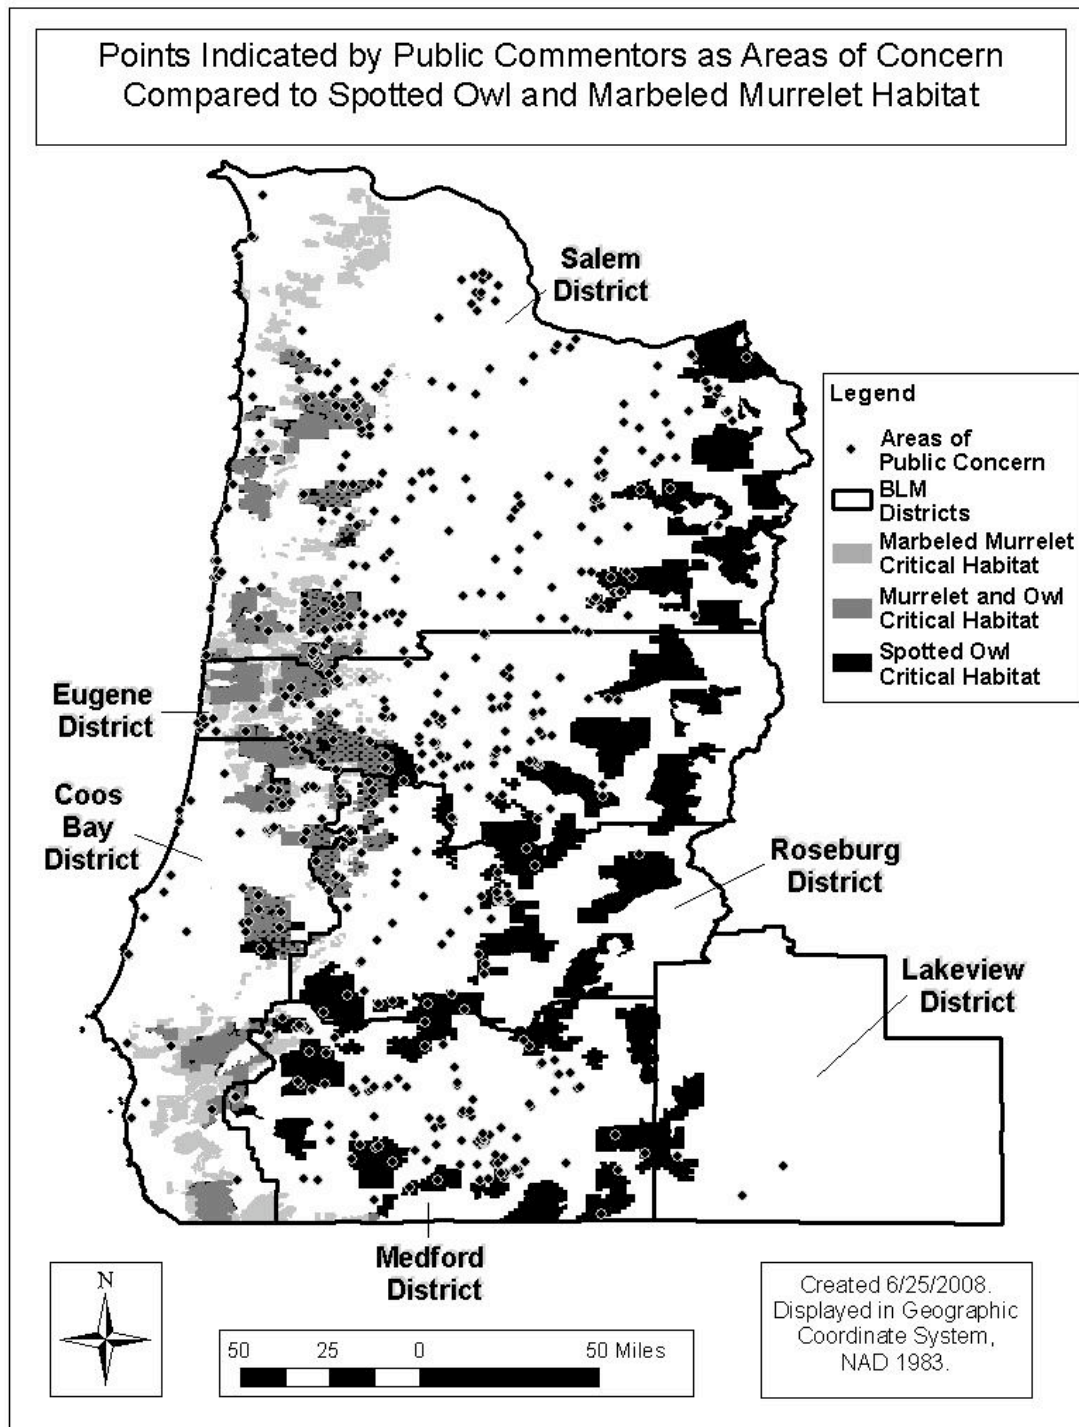 Points Indicated by Public Commentors as Areas of Concern
Compared to Spotted Owl and Marbeled Murrelet Habitat
Salem
District
Legend
Areas of
Public Concern
BLM
Districts
Marbeled Murrelet
Critical Habitat
Murrelet and Owl
Critical Habitat
Spotted Owl
Critical Habitat
Eugene
District
Coos
Bay
District
Roseburg
District
Lakeview
District
Medford
District
N
50 25 0 50 Miles
Created 6/25/2008.
Displayed in Geographic
Coordinate System,
NAD 1983.